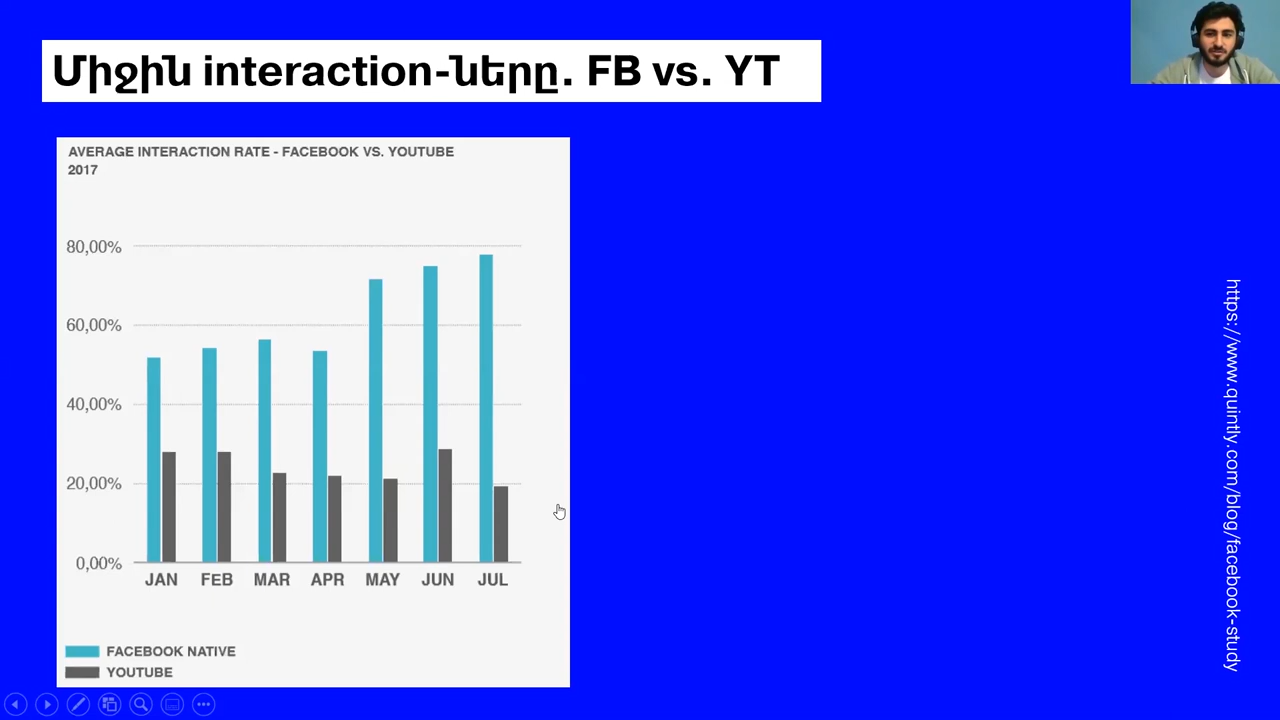 Միջին interaction-ները. FB vs. YT
AVERAGE INTERACTION RATE - FACEBOOK VS. YOUTUBE
2017
80,00%
60,00%
40,00%
20,00%
0,00%
JAN FEB MAR APR MAY JUN JUL
FACEBOOK NATIVE
YOUTUBE
https://www.quintly.com/blog/facebook-study